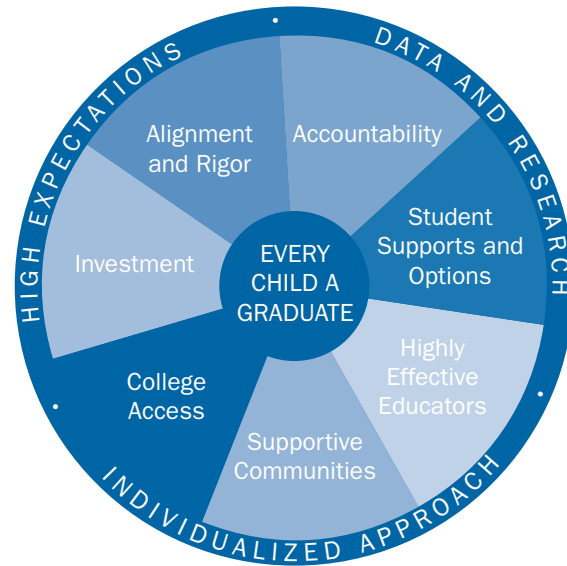 HIGH EXPECTATIONS
DATA AND RESEARCH
Alignment
and Rigor
Accountability
Student
Supports and
Options
Investment
EVERY
CHILD A
GRADUATE
Highly
Effective
Educators
College
Access
Supportive
Communities
INDIVIDUALIZED APPROACH